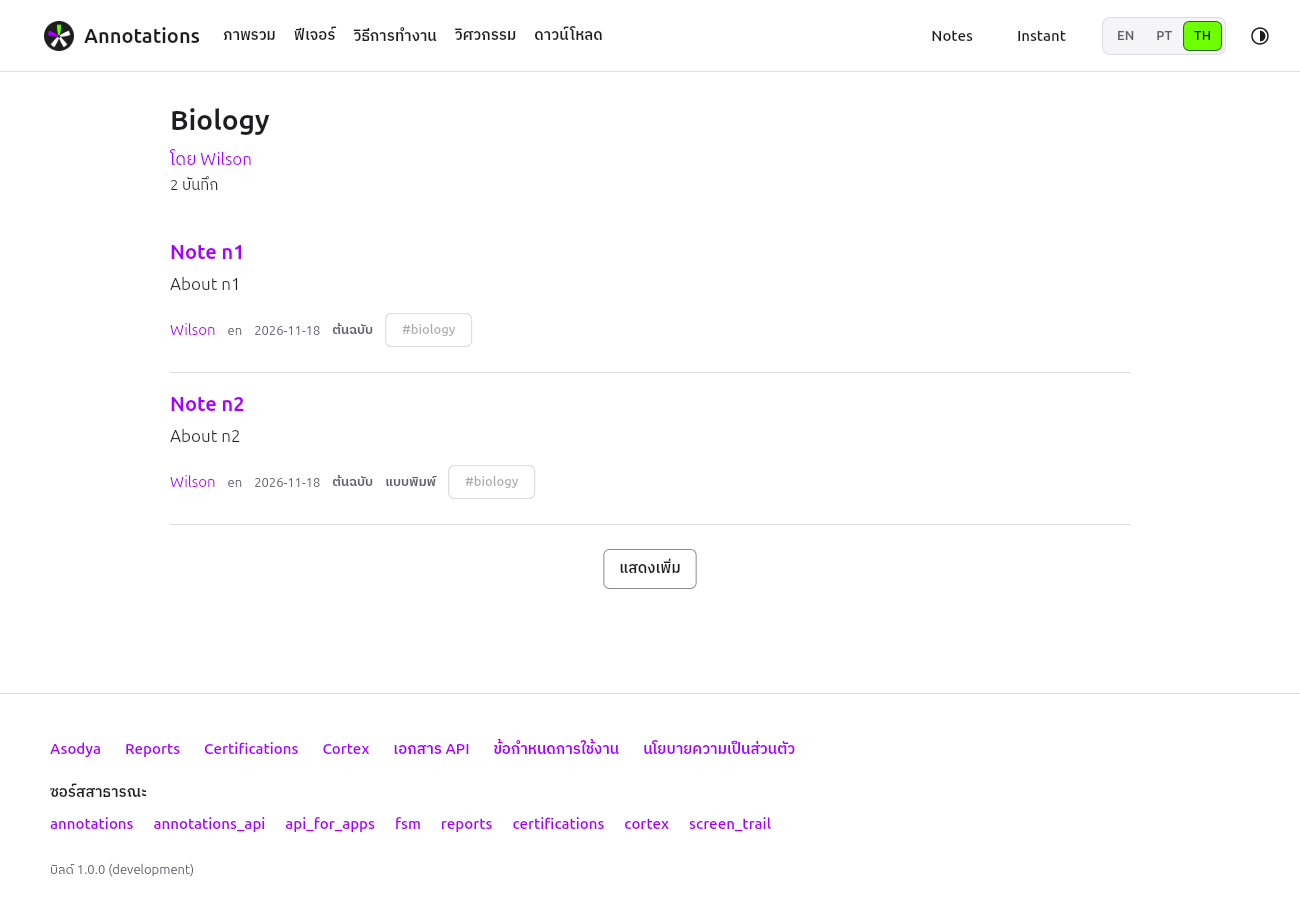 Annotations ภาพรวม ฟีเจอร์ วิธีการทำงาน วิศวกรรม ดาวน์โหลด Notes Instant EN PT TH
Biology
โดย Wilson
2 บันทึก
Note n1
About n1
Wilson en 2026-11-18 ต้นฉบับ #biology
Note n2
About n2
Wilson en 2026-11-18 ต้นฉบับ แบบพิมพ์ #biology
แสดงเพิ่ม
Asodya Reports Certifications Cortex เอกสาร API ข้อกำหนดการใช้งาน นโยบายความเป็นส่วนตัว
ซอร์สสาธารณะ
annotations annotations_api api_for_apps fsm reports certifications cortex screen_trail
บิลด์ 1.0.0 (development)